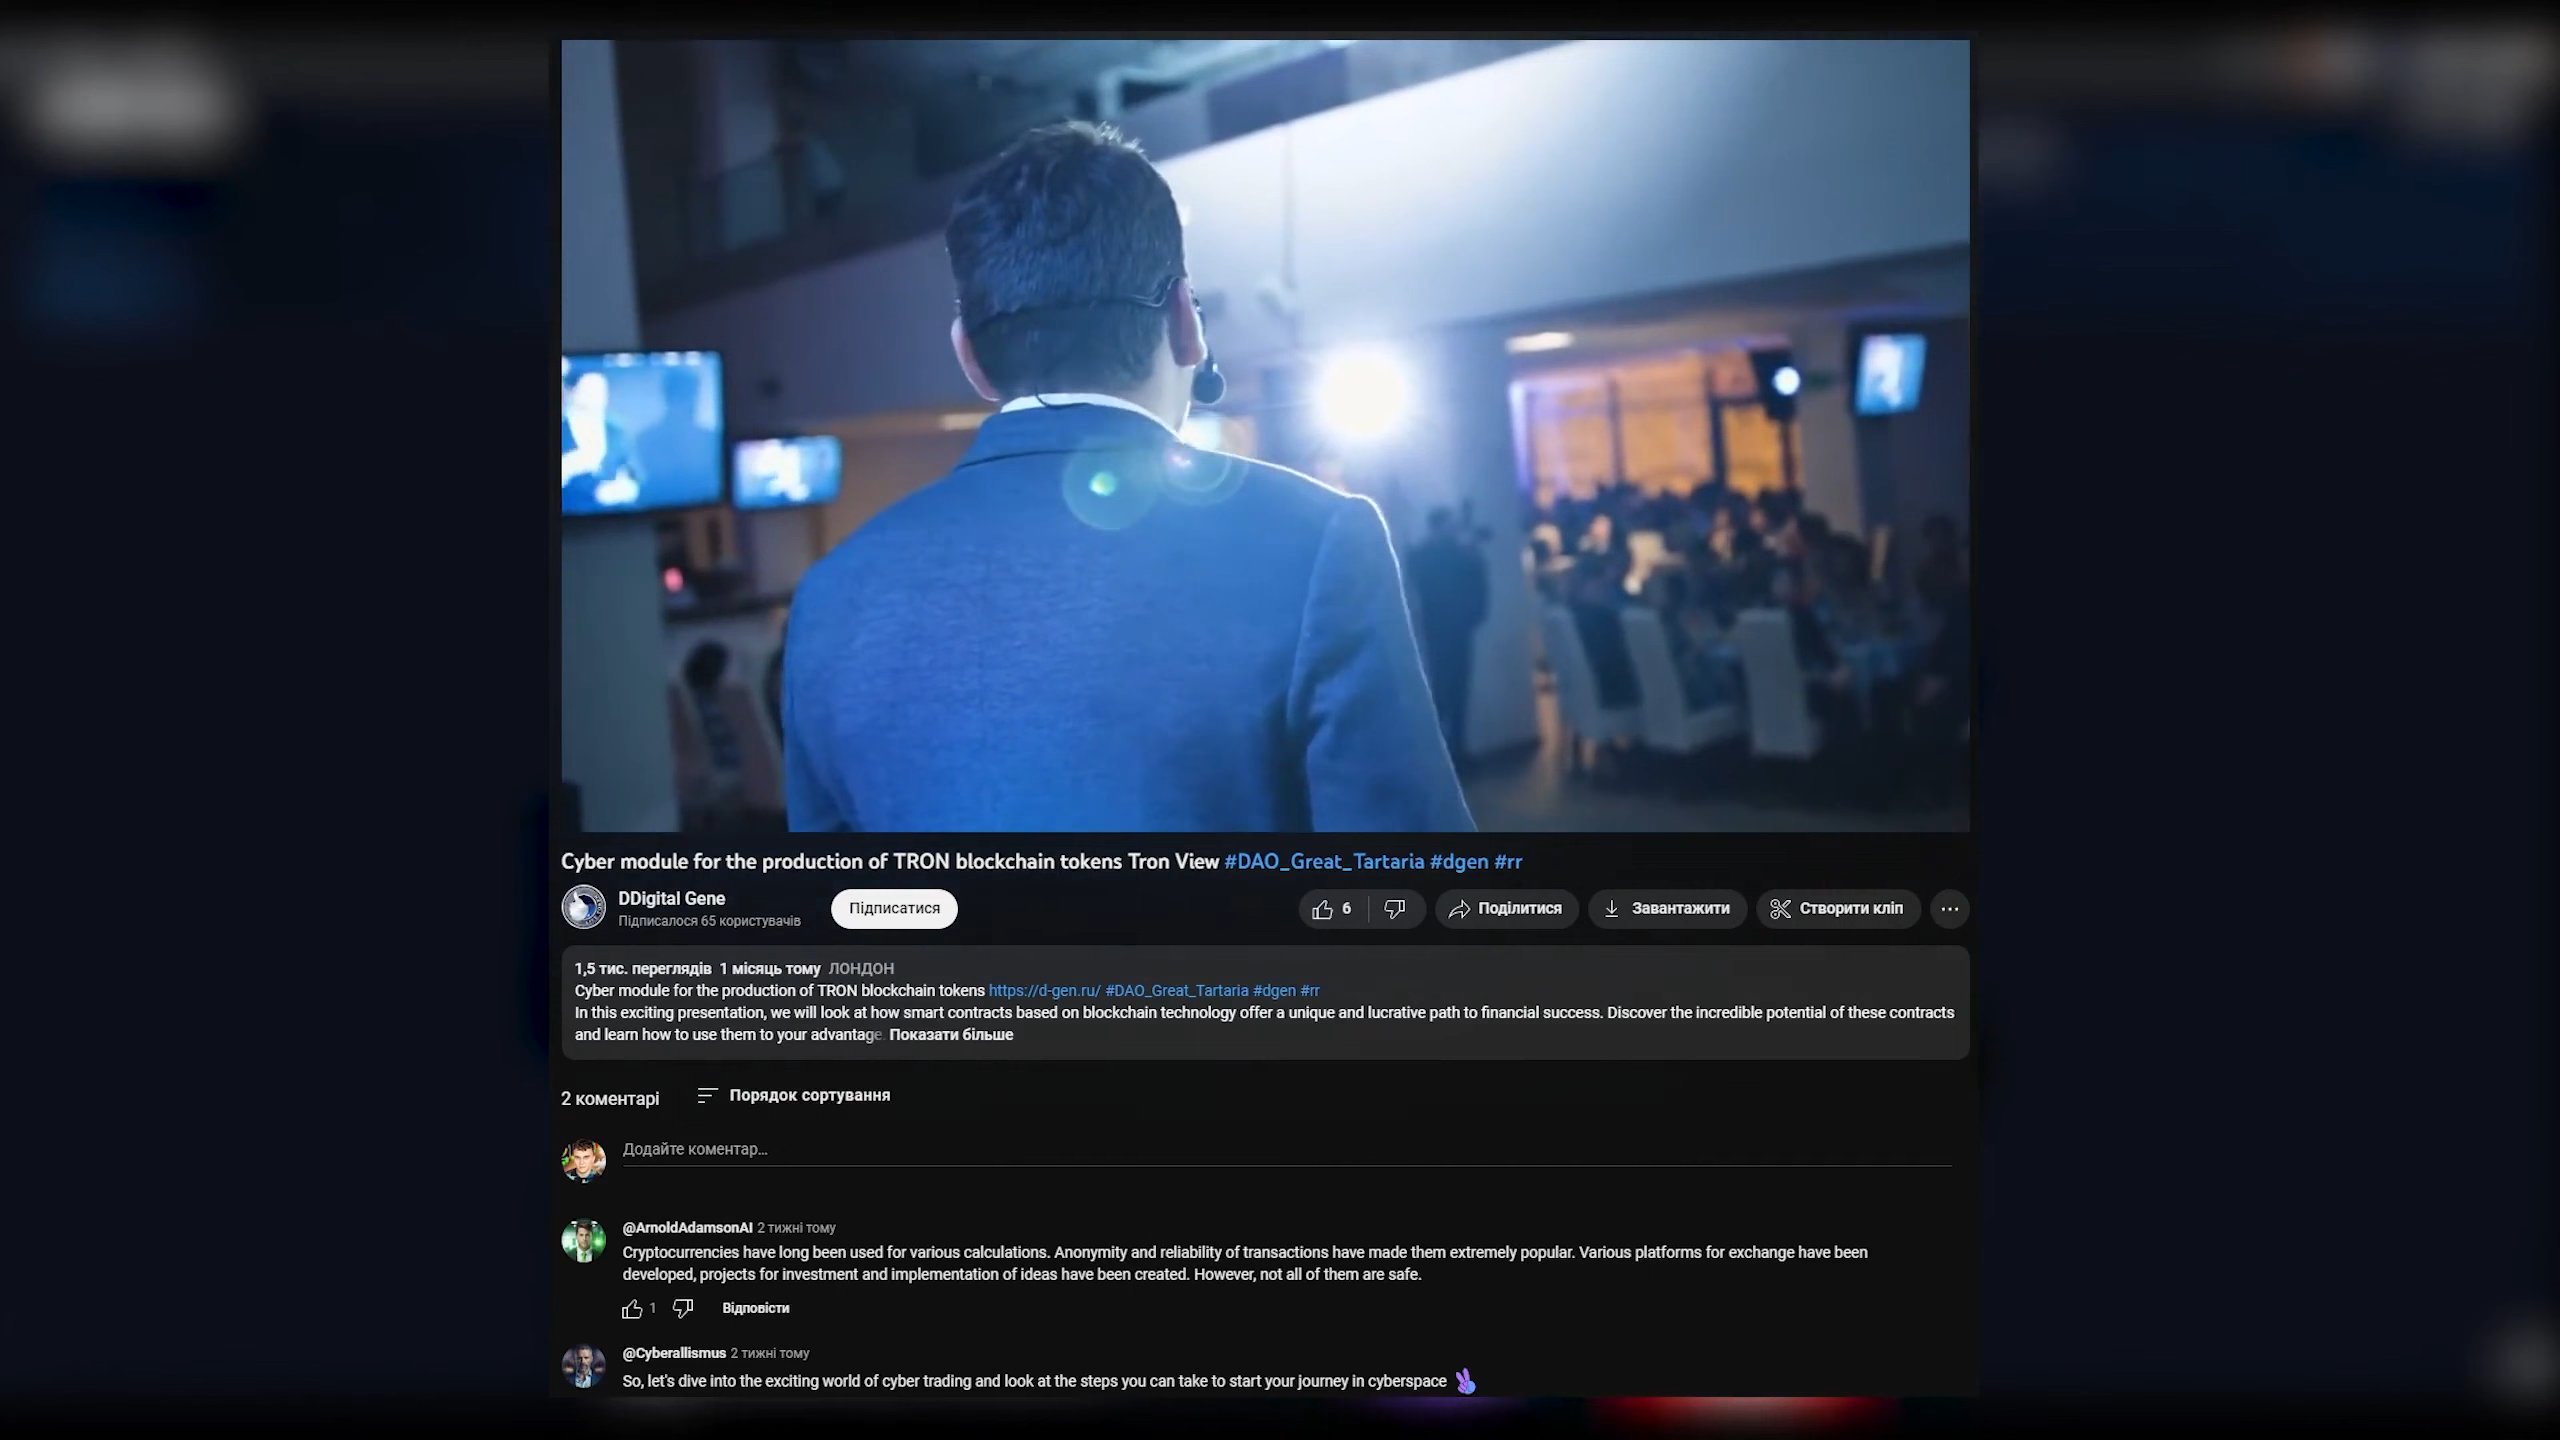 Cyber module for the production of TRON blockchain tokens Tron View #DAO_Great_Tartaria #dgen #rr
DDigital Gene
Підписалося 65 користувачів
Підписатися
6
Поділитися
Завантажити
Створити кліп
1,5 тис. переглядів 1 місяць тому ЛОНДОН
Cyber module for the production of TRON blockchain tokens https://d-gen.ru/ #DAO_Great_Tartaria #dgen #rr
In this exciting presentation, we will look at how smart contracts based on blockchain technology offer a unique and lucrative path to financial success. Discover the incredible potential of these contracts
and learn how to use them to your advantage. Показати більше
2 коментарі
Порядок сортування
Додайте коментар...
@ArnoldAdamsonAI 2 тижні тому
Cryptocurrencies have long been used for various calculations. Anonymity and reliability of transactions have made them extremely popular. Various platforms for exchange have been
developed, projects for investment and implementation of ideas have been created. However, not all of them are safe.
1
Відповісти
@Cyberallismus 2 тижні тому
So, let's dive into the exciting world of cyber trading and look at the steps you can take to start your journey in cyberspace